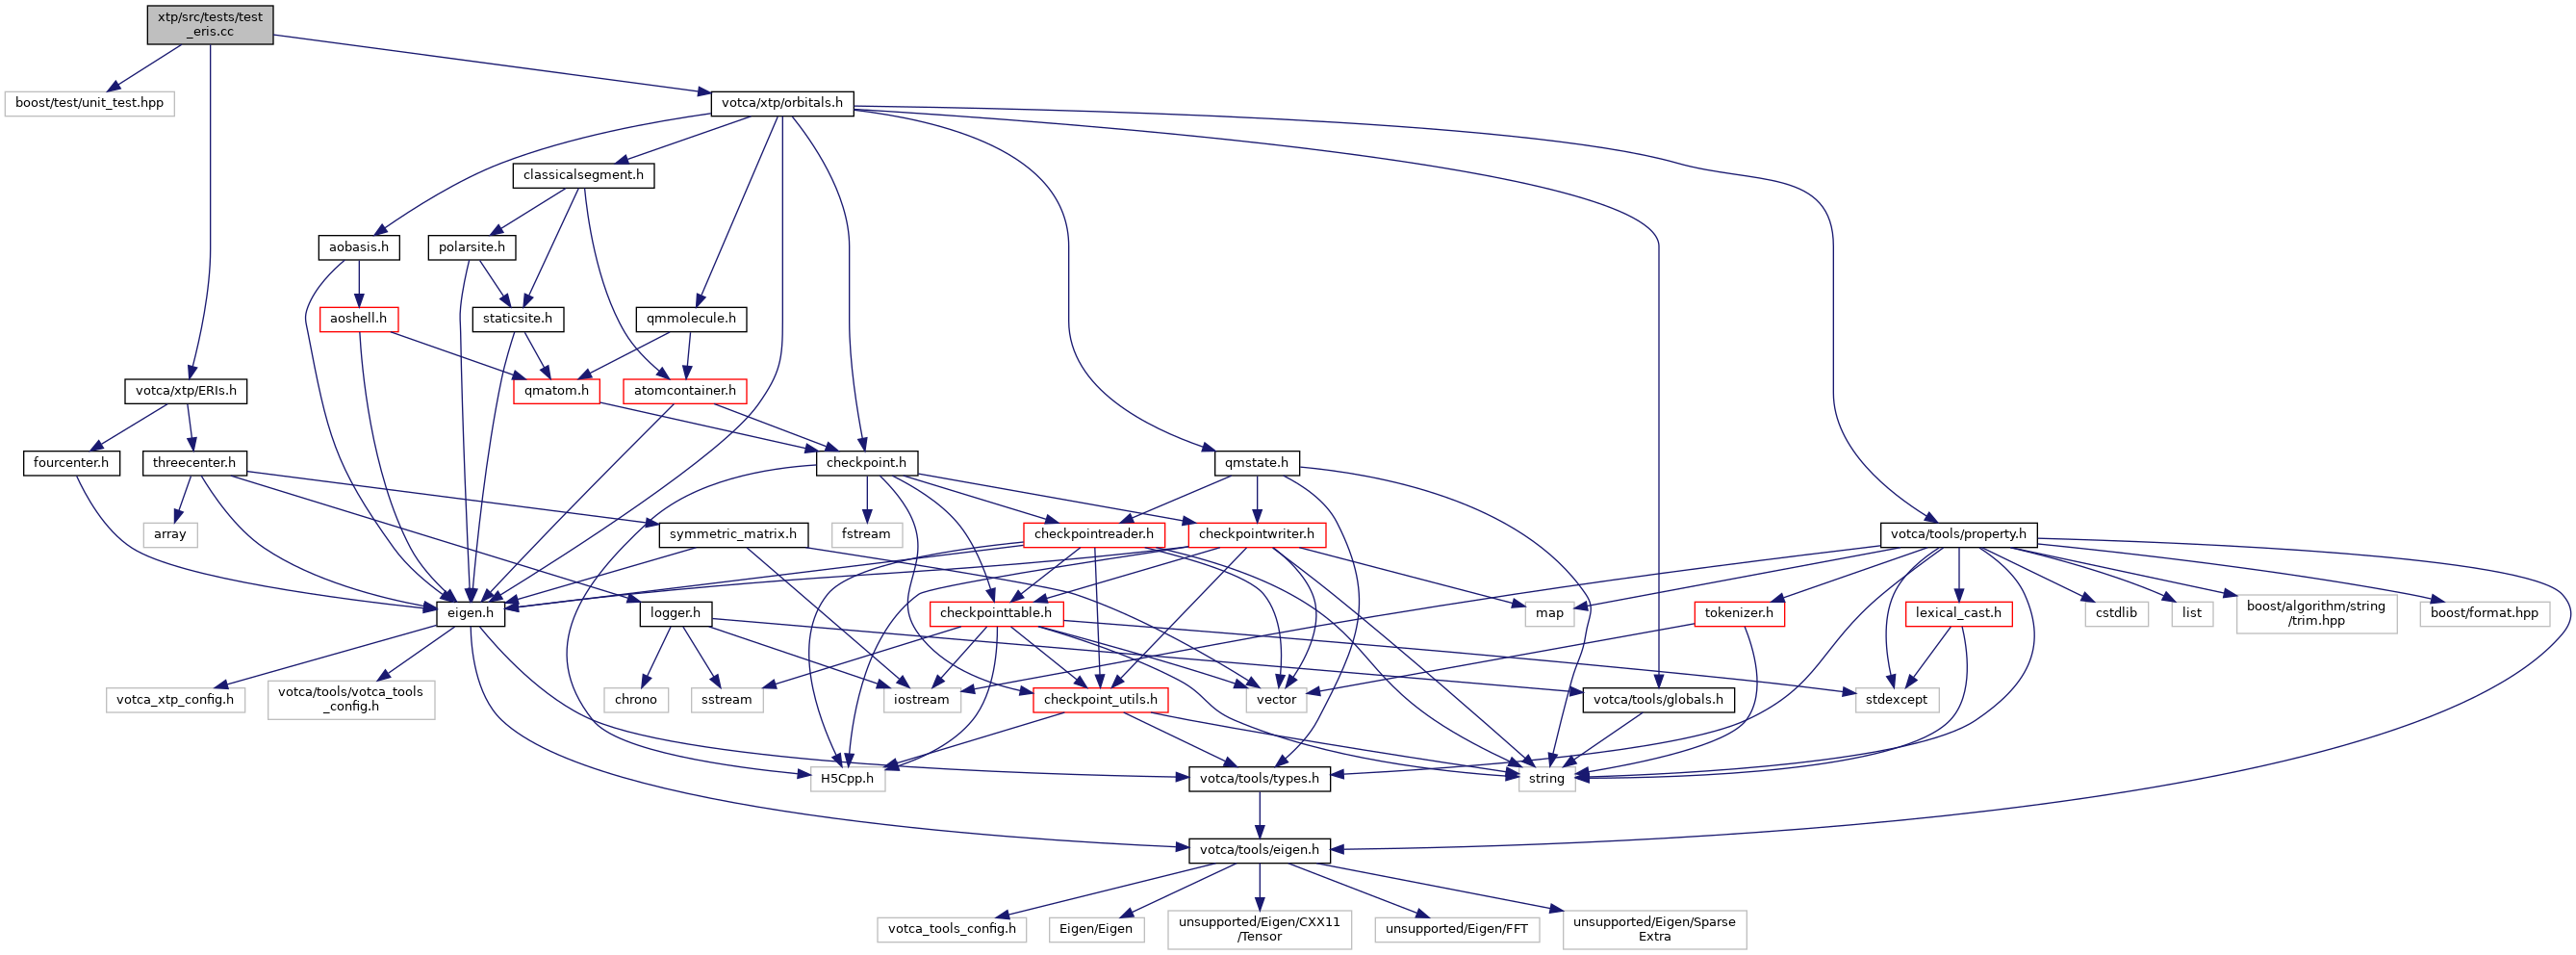 xtp/src/tests/test
_eris.cc
boost/test/unit_test.hpp
votca/xtp/orbitals.h
classicalsegment.h
aobasis.h
polarsite.h
aoshell.h
staticsite.h
qmmolecule.h
votca/xtp/ERIs.h
qmatom.h
atomcontainer.h
fourcenter.h
threecenter.h
checkpoint.h
qmstate.h
array
symmetric_matrix.h
fstream
checkpointreader.h
checkpointwriter.h
votca/tools/property.h
eigen.h
logger.h
checkpointtable.h
map
tokenizer.h
lexical_cast.h
cstdlib
list
boost/algorithm/string
/trim.hpp
boost/format.hpp
votca_xtp_config.h
votca/tools/votca_tools
_config.h
chrono
sstream
iostream
checkpoint_utils.h
vector
votca/tools/globals.h
stdexcept
H5Cpp.h
votca/tools/types.h
string
votca/tools/eigen.h
votca_tools_config.h
Eigen/Eigen
unsupported/Eigen/CXX11
/Tensor
unsupported/Eigen/FFT
unsupported/Eigen/Sparse
Extra